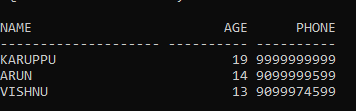 NAME AGE PHONE
-------------------- ---------- ----------
KARUPPU 19 9999999999
ARUN 14 9099999599
VISHNU 13 9099974599